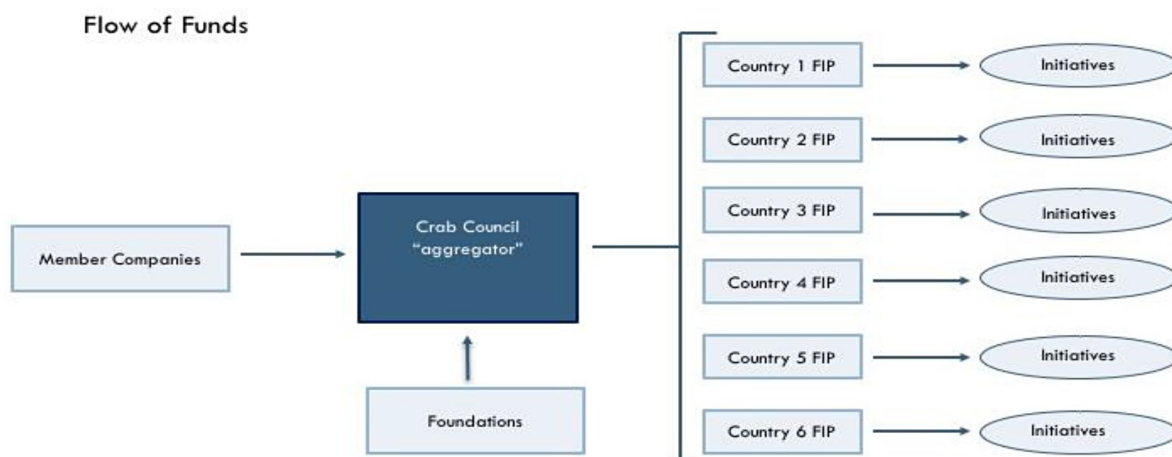 Flow of Funds
Member Companies
Crab Council
“aggregator”
Foundations
Country 1 FIP
Initiatives
Country 2 FIP
Initiatives
Country 3 FIP
Initiatives
Country 4 FIP
Initiatives
Country 5 FIP
Initiatives
Country 6 FIP
Initiatives